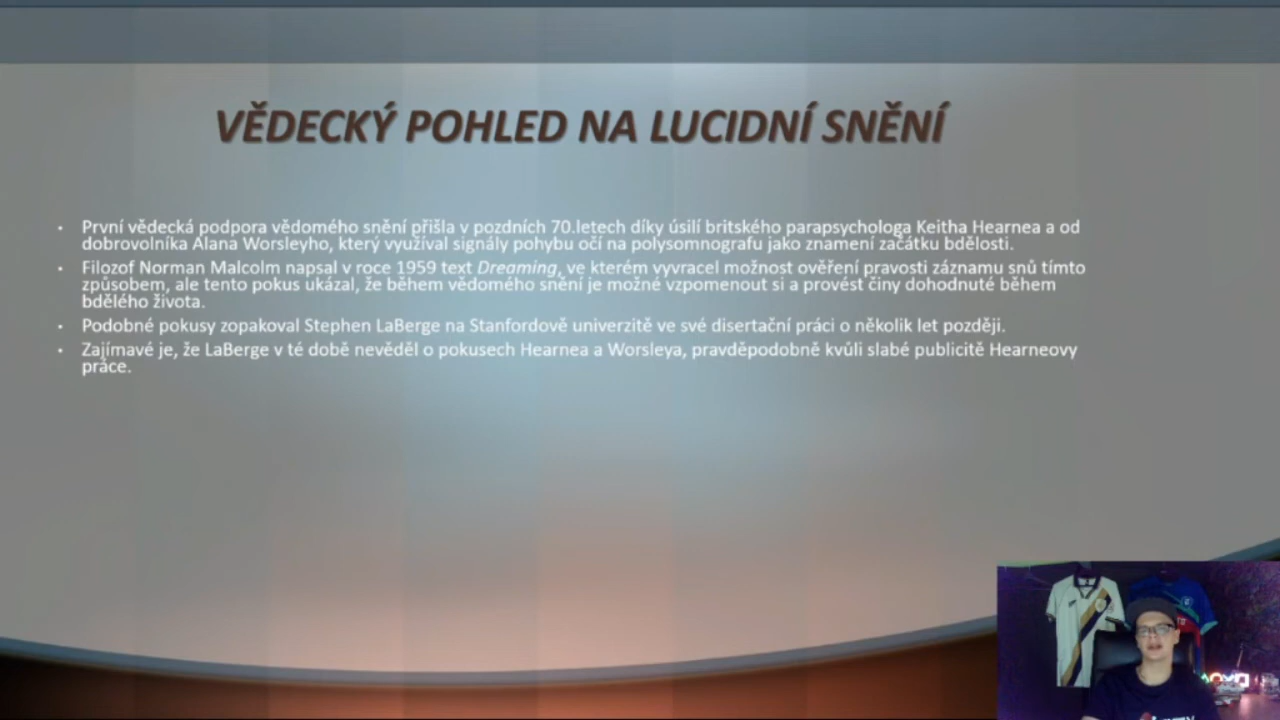 VĚDECKÝ POHLED NA LUCIDNÍ SNĚNÍ
• První vědecká podpora vědomého snění přišla v pozdních 70.letech díky úsilí britského parapsychologa Keitha Hearnea a od
dobrovolníka Alana Worsleyho, který využíval signály pohybu očí na polysomnografu jako znamení začátku bdělosti.
• Filozof Norman Malcolm napsal v roce 1959 text Dreaming, ve kterém vyvracel možnost ověření pravosti záznamu snů tímto
způsobem, ale tento pokus ukázal, že během vědomého snění je možné vzpomenout si a provést činy dohodnuté během
bdělého života.
• Podobné pokusy zopakoval Stephen LaBerge na Stanfordově univerzitě ve své disertační práci o několik let později.
• Zajímavé je, že LaBerge v té době nevěděl o pokusech Hearnea a Worsleya, pravděpodobně kvůli slabé publicitě Hearneovy
práce.